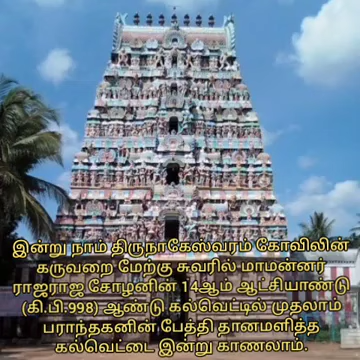 இன்று நாம் திருநாகேஸ்வரம் கோவிலின்
கருவறை மேற்கு சுவரில் மாமன்னர்
ராஜராஜ சோழனின் 14ஆம் ஆட்சியாண்டு
(கி.பி.998) ஆண்டு கல்வெட்டில் முதலாம்
பராந்தகனின் பேத்தி தானமளித்த
கல்வெட்டை இன்று காணலாம்.